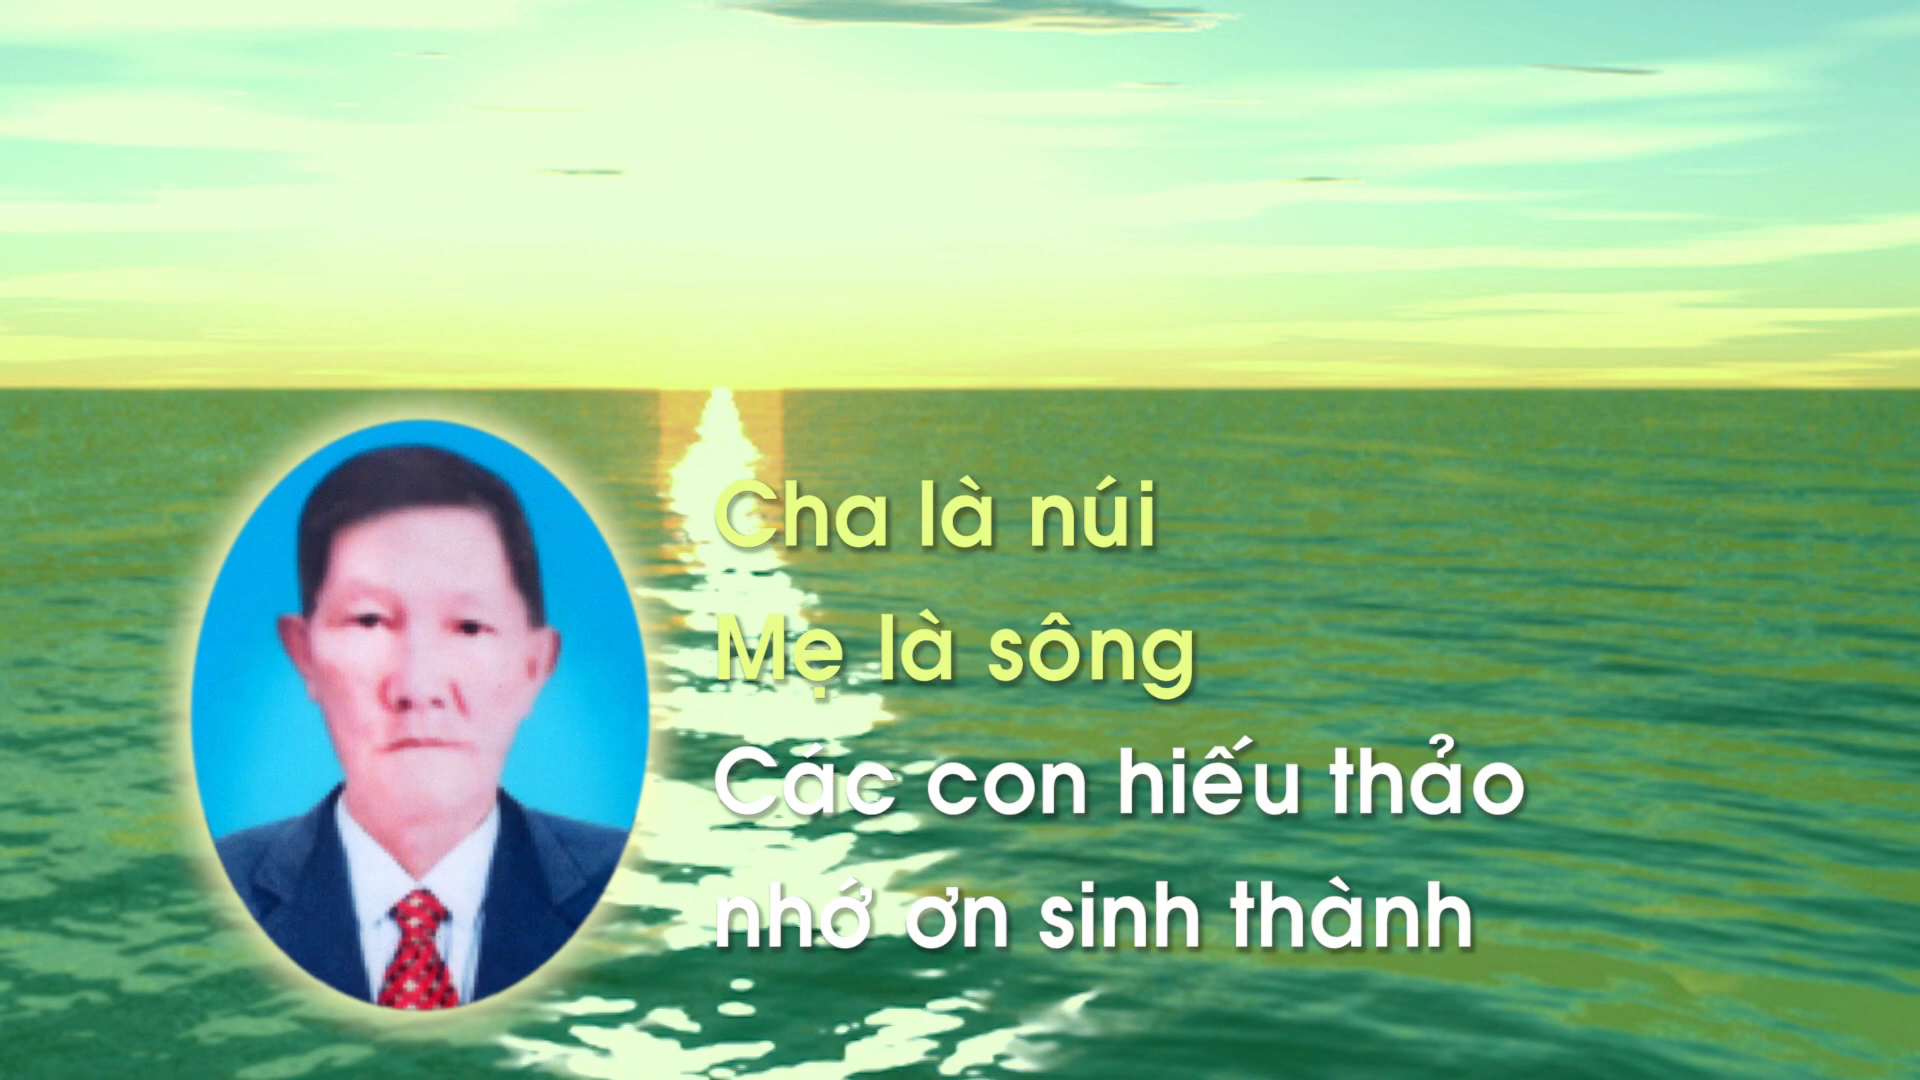 Cha là núi
Mẹ là sông
Các con hiếu thảo
nhớ ơn sinh thành